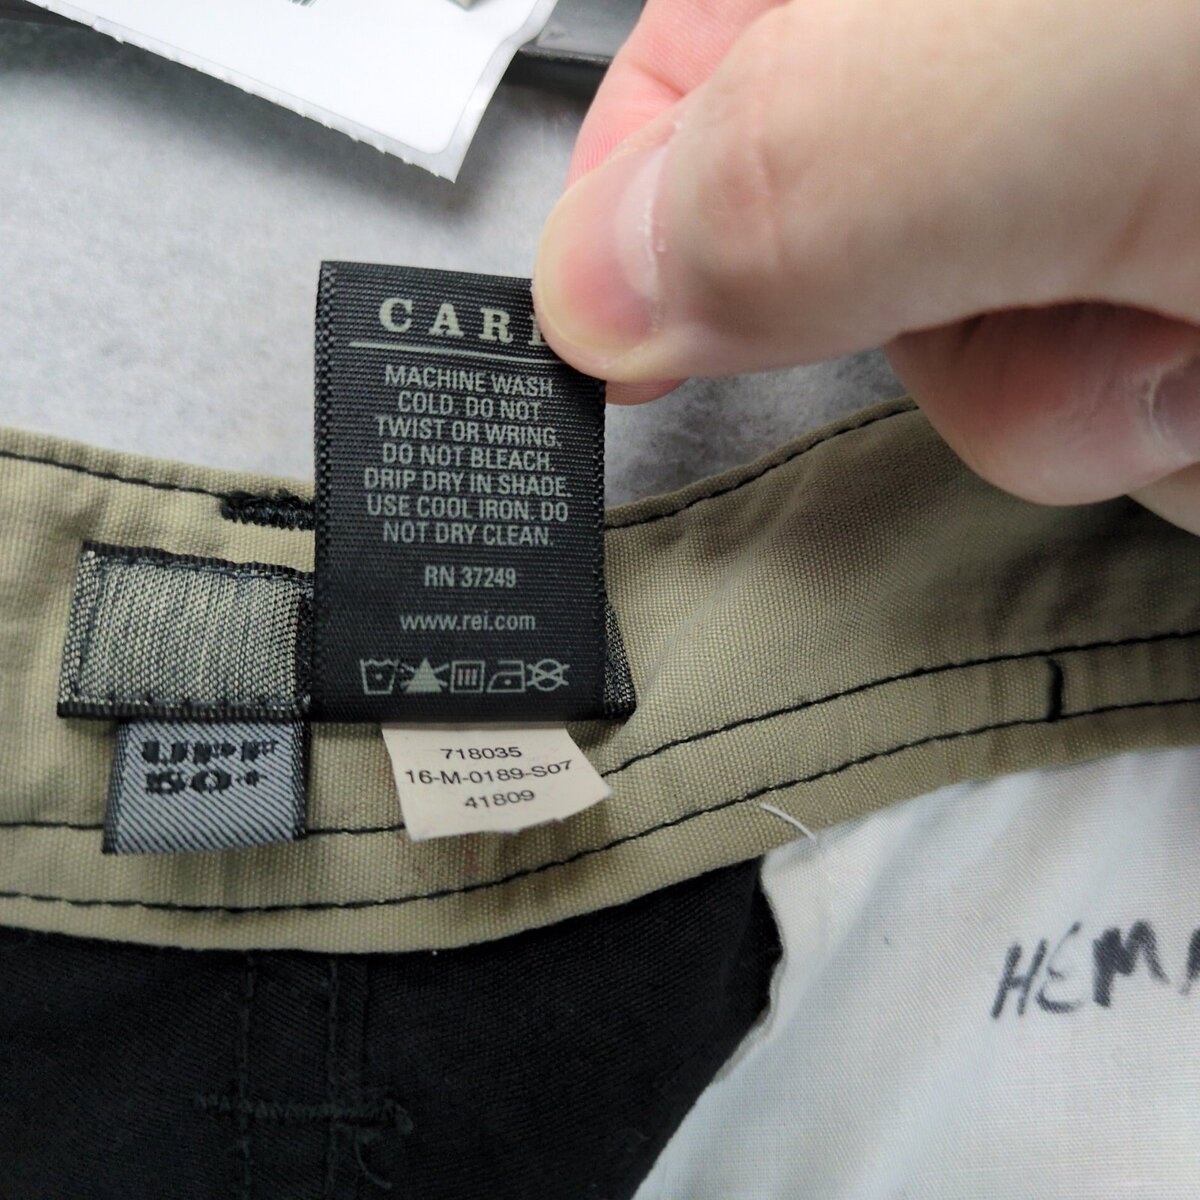 CAR
MACHINE WASH
COLD. DO NOT
TWIST OR WRING.
DO NOT BLEACH.
DRIP DRY IN SHADE.
USE COOL IRON. DO
NOT DRY CLEAN.
RN 37249
www.rei.com
UPF
50+
718035
16-M-0189-S07
41809
HEM